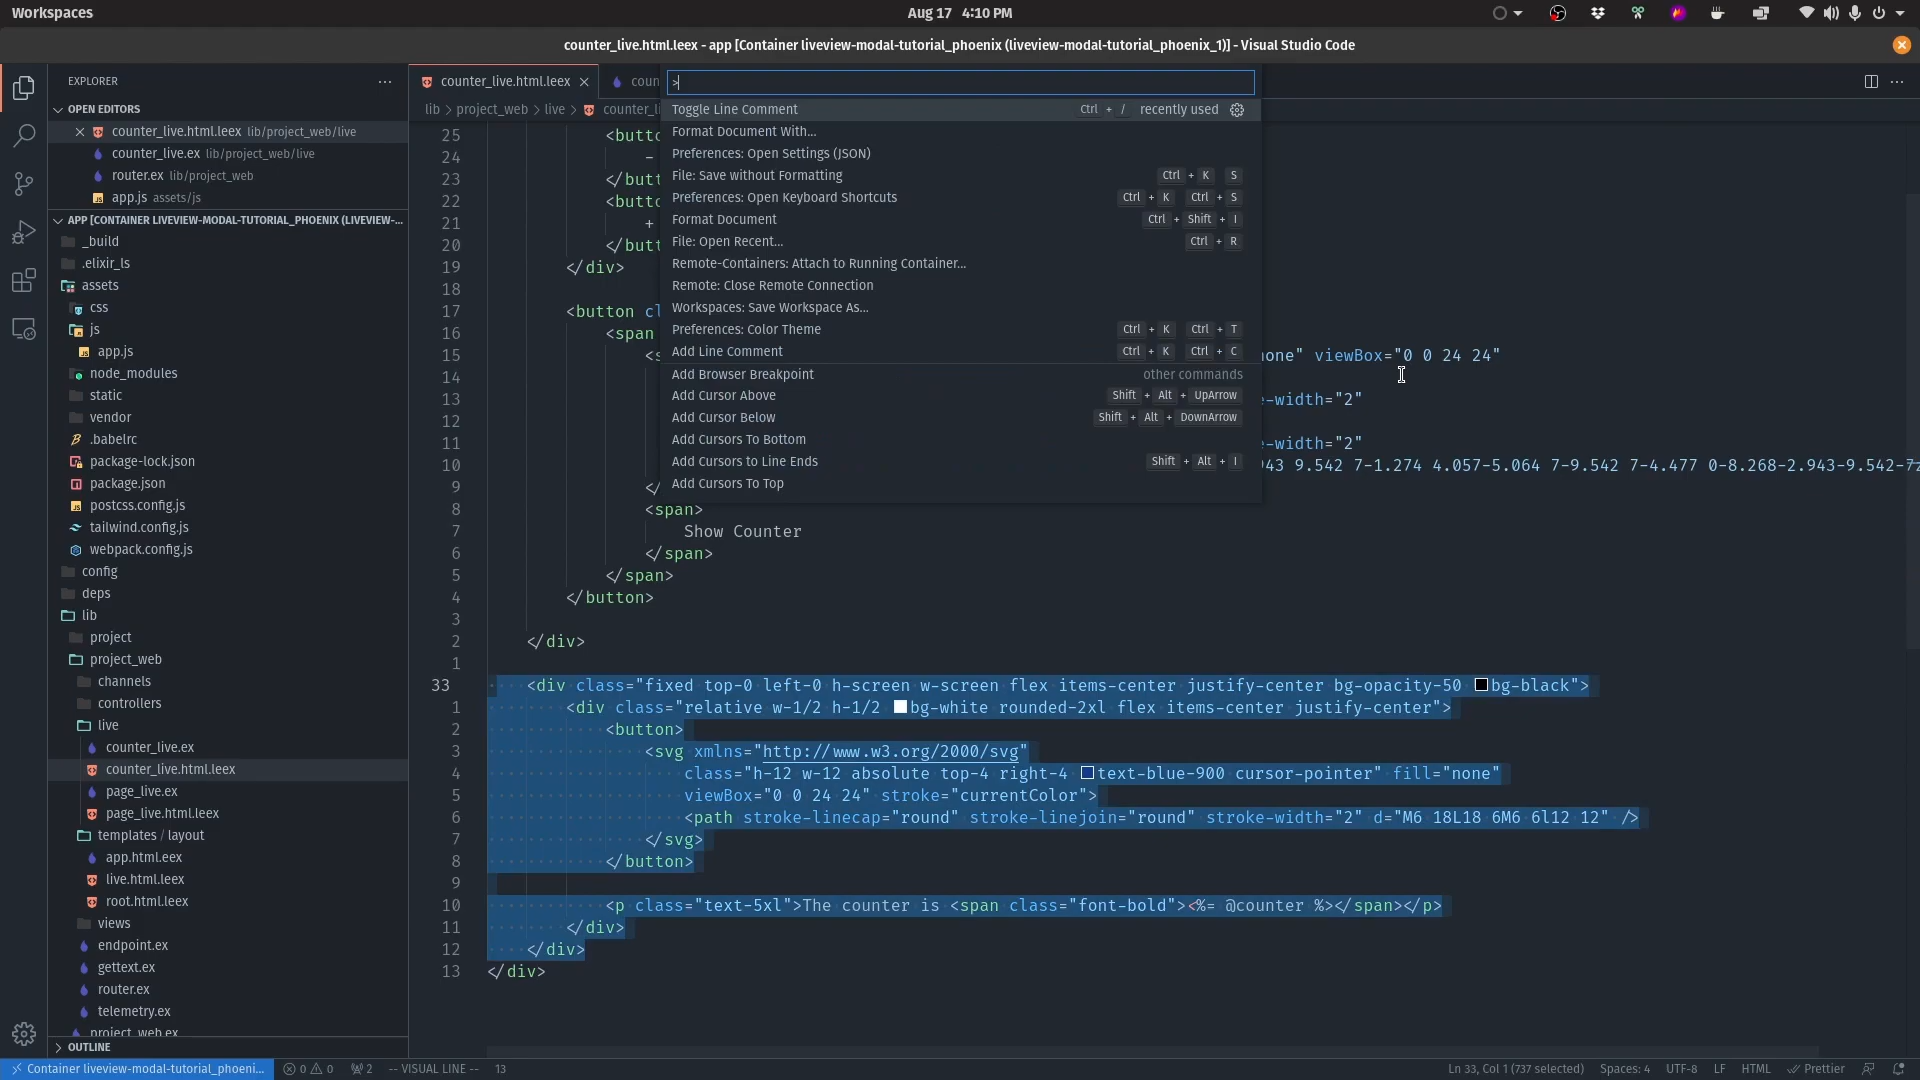 Workspaces
Aug 17 4:10 PM
counter_live.html.leex - app [Container liveview-modal-tutorial_phoenix (liveview-modal-tutorial_phoenix_1)] - Visual Studio Code
EXPLORER
OPEN EDITORS
counter_live.html.leex lib/project_web/live
counter_live.ex lib/project_web/live
router.ex lib/project_web
app.js assets/js
APP [CONTAINER LIVEVIEW-MODAL-TUTORIAL_PHOENIX (LIVEVIEW-...
_build
.elixir_ls
assets
css
js
app.js
node_modules
static
vendor
.babelrc
package-lock.json
package.json
postcss.config.js
tailwind.config.js
webpack.config.js
config
deps
lib
project
project_web
channels
controllers
live
counter_live.ex
counter_live.html.leex
page_live.ex
page_live.html.leex
templates / layout
app.html.eex
live.html.leex
root.html.leex
views
endpoint.ex
gettext.ex
router.ex
telemetry.ex
project_web.ex
OUTLINE
counter_live.html.leex
coun
lib > project_web > live > counter_li
>
Toggle Line Comment Ctrl + / recently used
Format Document With...
Preferences: Open Settings (JSON)
File: Save without Formatting Ctrl + K S
Preferences: Open Keyboard Shortcuts Ctrl + K Ctrl + S
Format Document Ctrl + Shift + I
File: Open Recent... Ctrl + R
Remote-Containers: Attach to Running Container...
Remote: Close Remote Connection
Workspaces: Save Workspace As...
Preferences: Color Theme Ctrl + K Ctrl + T
Add Line Comment Ctrl + K Ctrl + C
Add Browser Breakpoint other commands
Add Cursor Above Shift + Alt + UpArrow
Add Cursor Below Shift + Alt + DownArrow
Add Cursors To Bottom
Add Cursors to Line Ends Shift + Alt + I
Add Cursors To Top
25 <butto
24 -
23 </butt
22 <butto
21 +
20 </butt
19 </div>
18
17 <button cl
16 <span
15 <s one" viewBox="0 0 24 24"
14
13 e-width="2"
12
11 e-width="2"
10 943 9.542 7-1.274 4.057-5.064 7-9.542 7-4.477 0-8.268-2.943-9.542-7z
9 </
8 <span>
7 Show Counter
6 </span>
5 </span>
4 </button>
3
2 </div>
1
33 <div class="fixed top-0 left-0 h-screen w-screen flex items-center justify-center bg-opacity-50 bg-black">
1 <div class="relative w-1/2 h-1/2 bg-white rounded-2xl flex items-center justify-center">
2 <button>
3 <svg xmlns="http://www.w3.org/2000/svg"
4 class="h-12 w-12 absolute top-4 right-4 text-blue-900 cursor-pointer" fill="none"
5 viewBox="0 0 24 24" stroke="currentColor">
6 <path stroke-linecap="round" stroke-linejoin="round" stroke-width="2" d="M6 18L18 6M6 6l12 12" />
7 </svg>
8 </button>
9
10 <p class="text-5xl">The counter is <span class="font-bold"><%= @counter %></span></p>
11 </div>
12 </div>
13 </div>
Container liveview-modal-tutorial_phoeni... 0 0 2 -- VISUAL LINE -- 13 Ln 33, Col 1 (737 selected) Spaces: 4 UTF-8 LF HTML Prettier